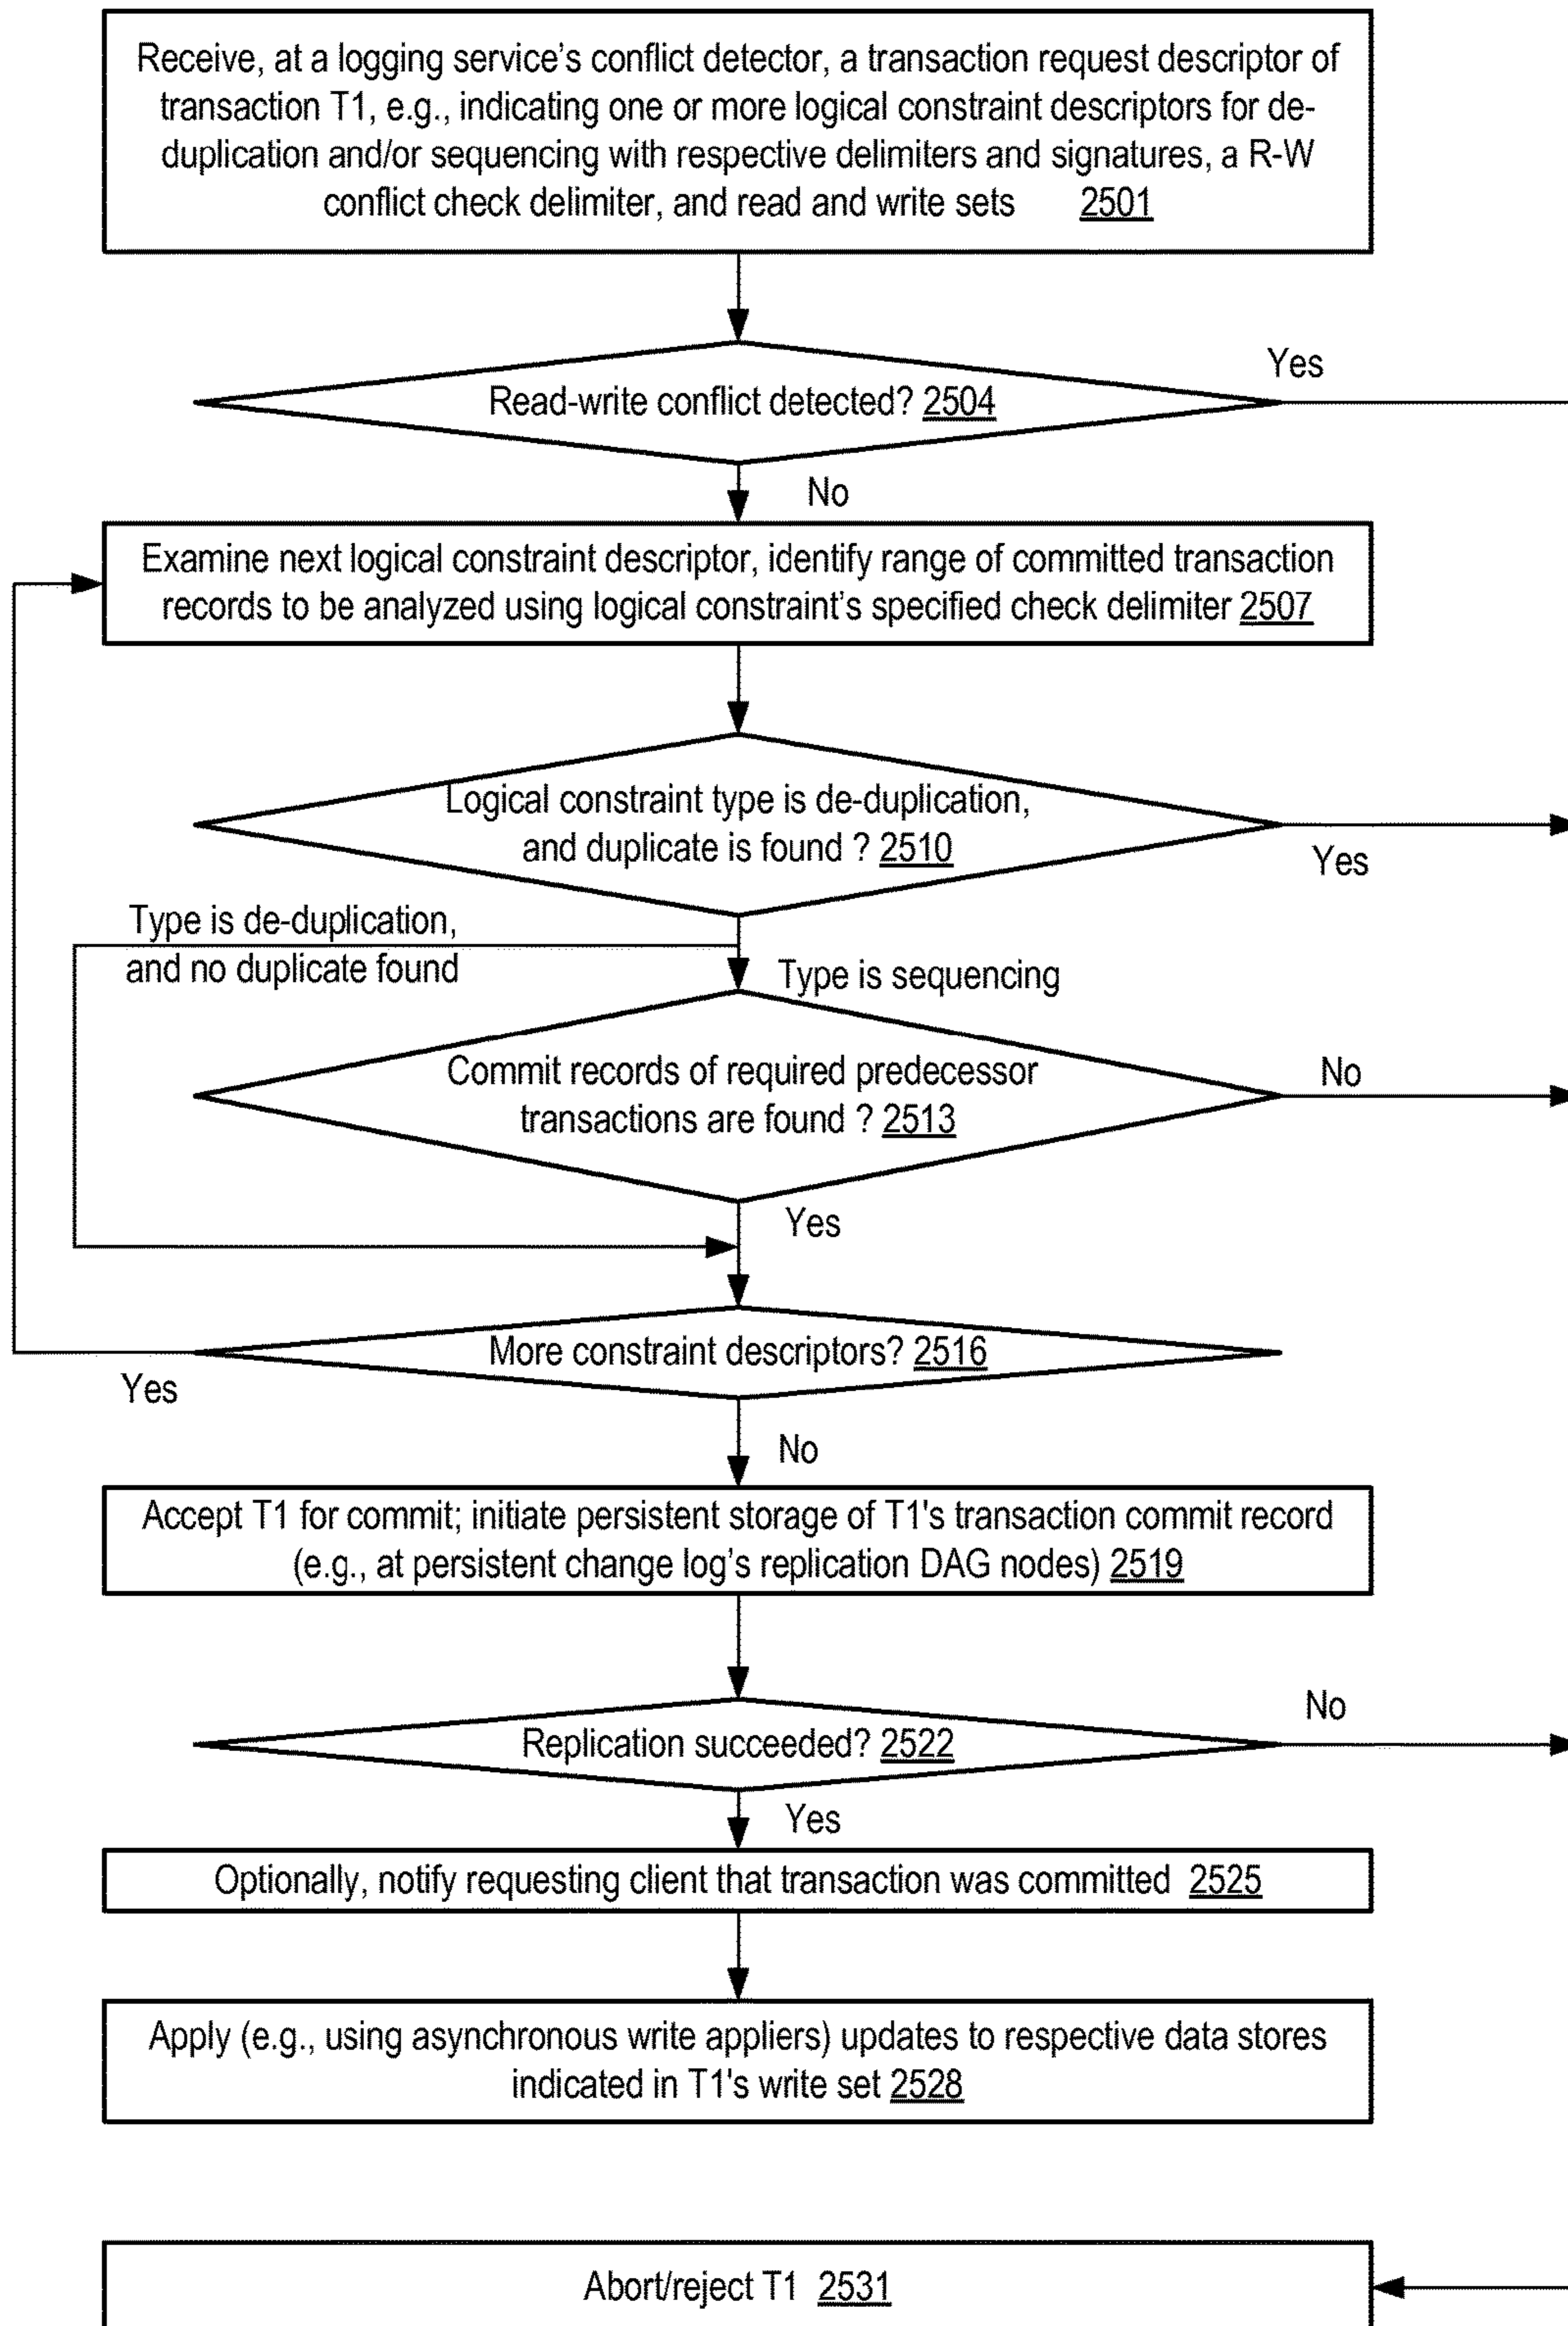 Receive, at a logging service’s conflict detector, a transaction request descriptor of
transaction T1, e.g., indicating one or more logical constraint descriptors for de-
duplication and/or sequencing with respective delimiters and signatures, a R-W
conflict check delimiter, and read and write sets 2501
Yes
Read-write conflict detected? 2504
No
Examine next logical constraint descriptor, identify range of committed transaction
records to be analyzed using logical constraint’s specified check delimiter 2507
Logical constraint type is de-duplication,
and duplicate is found ? 2510
Yes
Type is de-duplication,
and no duplicate found
Type is sequencing
Commit records of required predecessor
transactions are found ? 2513
No
Yes
More constraint descriptors? 2516
Yes
No
Accept T1 for commit; initiate persistent storage of T1's transaction commit record
(e.g., at persistent change log’s replication DAG nodes) 2519
No
Replication succeeded? 2522
Yes
Optionally, notify requesting client that transaction was committed 2525
Apply (e.g., using asynchronous write appliers) updates to respective data stores
indicated in T1's write set 2528
Abort/reject T1 2531